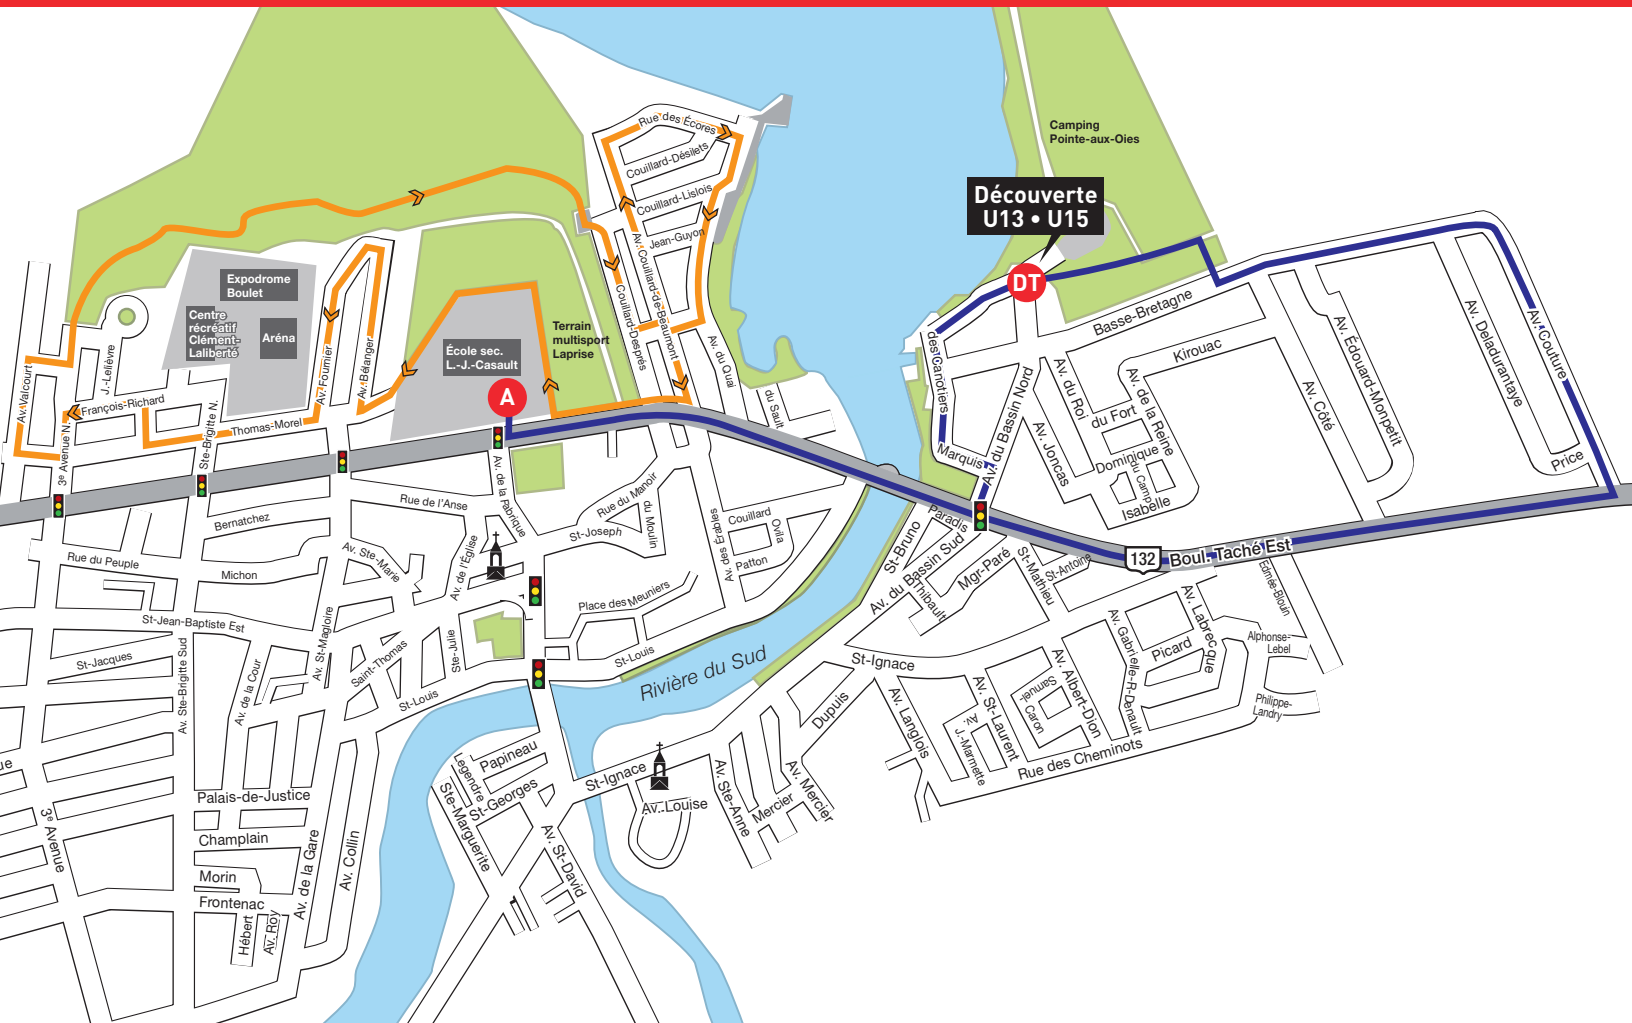 Camping
Pointe-aux-Oies
Découverte
U13 • U15
DT
Rue des Écores
Couillard-Désilets
Couillard-Lislois
Jean-Guyon
Av. Couillard-de-Beaumont
Couillard-Després
Av. du Quai
du Sault
Expodrome
Boulet
Centre
récréatif
Clément-
Laliberté
Aréna
École sec.
L.-J.-Casault
Terrain
multisport
Laprise
A
Av. Valcourt
J.-Lelièvre
François-Richard
3e Avenue N.
Ste-Brigitte N.
Thomas-Morel
Av. Fournier
Av. Bélanger
des Cariotiers
Marquis
Av. du Bassin Nord
Basse-Bretagne
Kirouac
Av. du Roi
du Fort
Av. de la Reine
Av. Joncas
Dominique
du Camp
Isabelle
Av. Côté
Av. Édouard-Montpetit
Av. Deladurantaye
Av. Couture
Price
132
Boul. Taché Est
Rue de l'Anse
Av. de la Fabrique
Bernatchez
Rue du Peuple
Michon
Av. Ste-Marie
Av. de l'Église
Rue du Manoir
du Moulin
St-Joseph
Av. des Érables
Couillard
Ovila
Patton
Place des Meuniers
St-Louis
Rivière du Sud
St-Jean-Baptiste Est
St-Jacques
Av. Ste-Brigitte Sud
Av. de la Cour
Av. St-Magloire
Saint-Thomas
Ste-Julie
St-Louis
Paradis
St-Bruno
Av. du Bassin Sud
Thibault
Mgr-Paré
St-Mathieu
St-Antoine
St-Ignace
Dupuis
Av. Langlois
Av. St-Laurent
Av.
J.-Marmette
Samuel-
Caron
Av. Albert-Dion
Av. Gabrielle-R-Denault
Picard
Av. Labrecque
Edmée-Blouin
Alphonse-
Lebel
Philippe-
Landry
Rue des Cheminots
Papineau
Legendre
St-Georges
Ste-Marguerite
St-Ignace
Av. Louise
Av. Ste-Anne
Mercier
Av. Mercier
Av. St-David
3e Avenue
Palais-de-Justice
Champlain
Morin
Frontenac
Hébert
Av. Roy
Av. de la Gare
Av. Collin